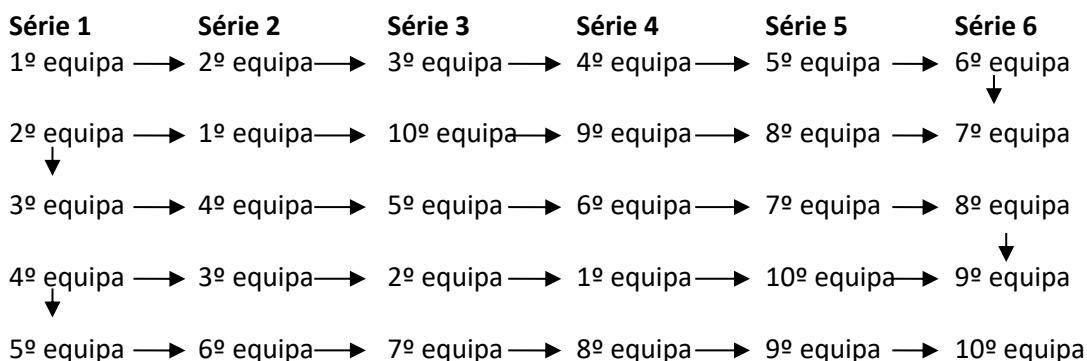 Série 1 Série 2 Série 3 Série 4 Série 5 Série 6
1º equipa 2º equipa 3º equipa 4º equipa 5º equipa 6º equipa
2º equipa 1º equipa 10º equipa 9º equipa 8º equipa 7º equipa
3º equipa 4º equipa 5º equipa 6º equipa 7º equipa 8º equipa
4º equipa 3º equipa 2º equipa 1º equipa 10º equipa 9º equipa
5º equipa 6º equipa 7º equipa 8º equipa 9º equipa 10º equipa